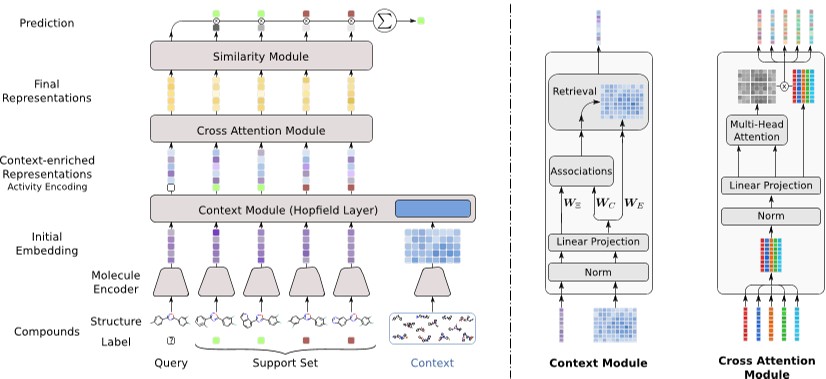 Prediction
Σ
Similarity Module
Final
Representations
Cross Attention Module
Context-enriched
Representations
Activity Encoding
Context Module (Hopfield Layer)
Initial
Embedding
Molecule
Encoder
Compounds
Structure
Label
?
Query
Support Set
Context
Retrieval
Associations
W_Ξ
W_C
W_E
Linear Projection
Norm
Context Module
Multi-Head
Attention
Linear Projection
Norm
Cross Attention
Module